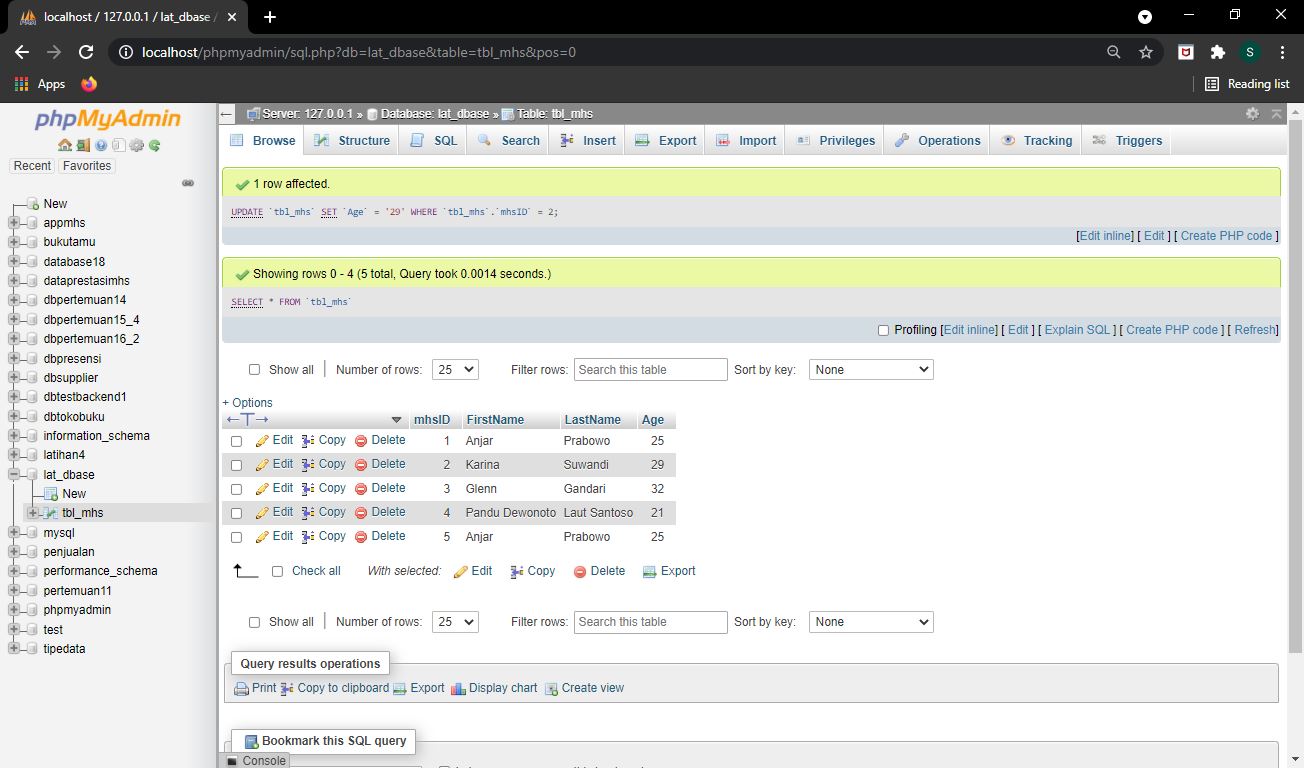 localhost / 127.0.0.1 / lat_dbase /
localhost/phpmyadmin/sql.php?db=lat_dbase&table=tbl_mhs&pos=0
S
Apps
Reading list
phpMyAdmin
Recent Favorites
New
appmhs
bukutamu
database18
dataprestasimhs
dbpertemuan14
dbpertemuan15_4
dbpertemuan16_2
dbpresensi
dbsupplier
dbtestbackend1
dbtokobuku
information_schema
latihan4
lat_dbase
New
tbl_mhs
mysql
penjualan
performance_schema
pertemuan11
phpmyadmin
test
tipedata
Server: 127.0.0.1 » Database: lat_dbase » Table: tbl_mhs
Browse Structure SQL Search Insert Export Import Privileges Operations Tracking Triggers
1 row affected.
UPDATE `tbl_mhs` SET `Age` = '29' WHERE `tbl_mhs`.`mhsID` = 2;
[Edit inline] [ Edit ] [ Create PHP code ]
Showing rows 0 - 4 (5 total, Query took 0.0014 seconds.)
SELECT * FROM `tbl_mhs`
Profiling [Edit inline] [ Edit ] [ Explain SQL ] [ Create PHP code ] [ Refresh]
Show all Number of rows: 25 Filter rows: Search this table Sort by key: None
+ Options
←T→ mhsID FirstName LastName Age
Edit Copy Delete 1 Anjar Prabowo 25
Edit Copy Delete 2 Karina Suwandi 29
Edit Copy Delete 3 Glenn Gandari 32
Edit Copy Delete 4 Pandu Dewonoto Laut Santoso 21
Edit Copy Delete 5 Anjar Prabowo 25
Check all With selected: Edit Copy Delete Export
Show all Number of rows: 25 Filter rows: Search this table Sort by key: None
Query results operations
Print Copy to clipboard Export Display chart Create view
Bookmark this SQL query
Console